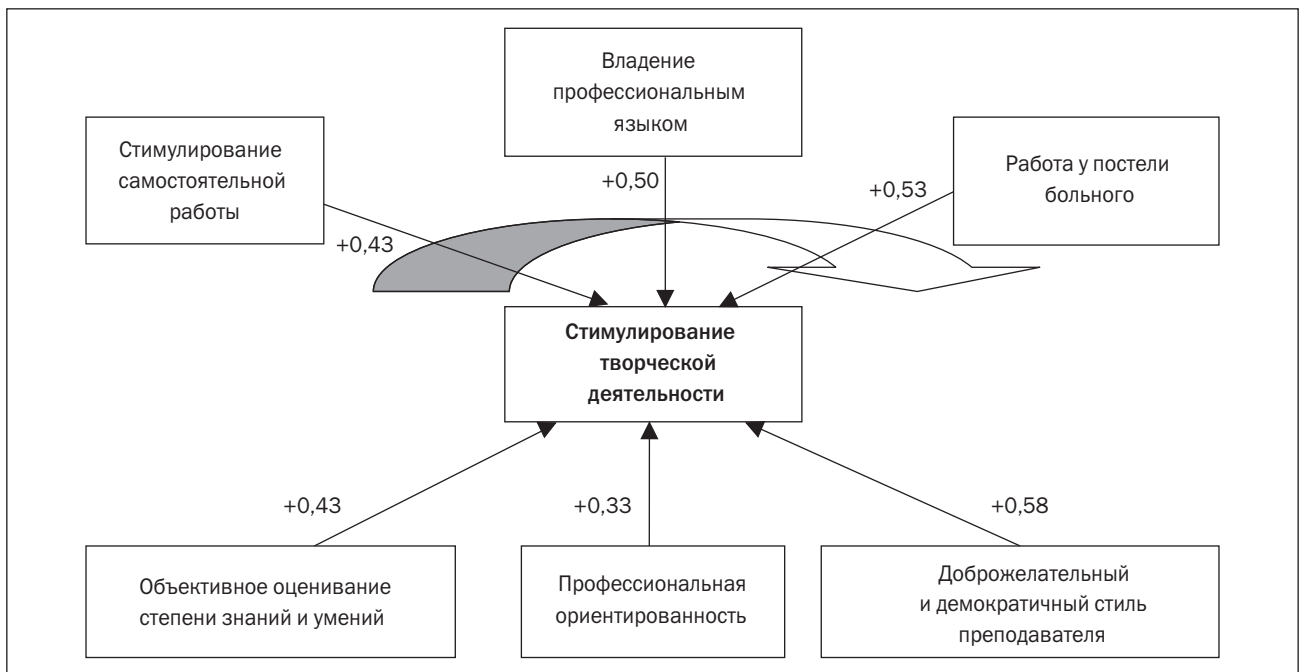 Владение
профессиональным
языком
Стимулирование
самостоятельной
работы
Работа у постели
больного
+0,50
+0,53
+0,43
Стимулирование
творческой
деятельности
+0,43
+0,33
+0,58
Объективное оценивание
степени знаний и умений
Профессиональная
ориентированность
Доброжелательный
и демократичный стиль
преподавателя